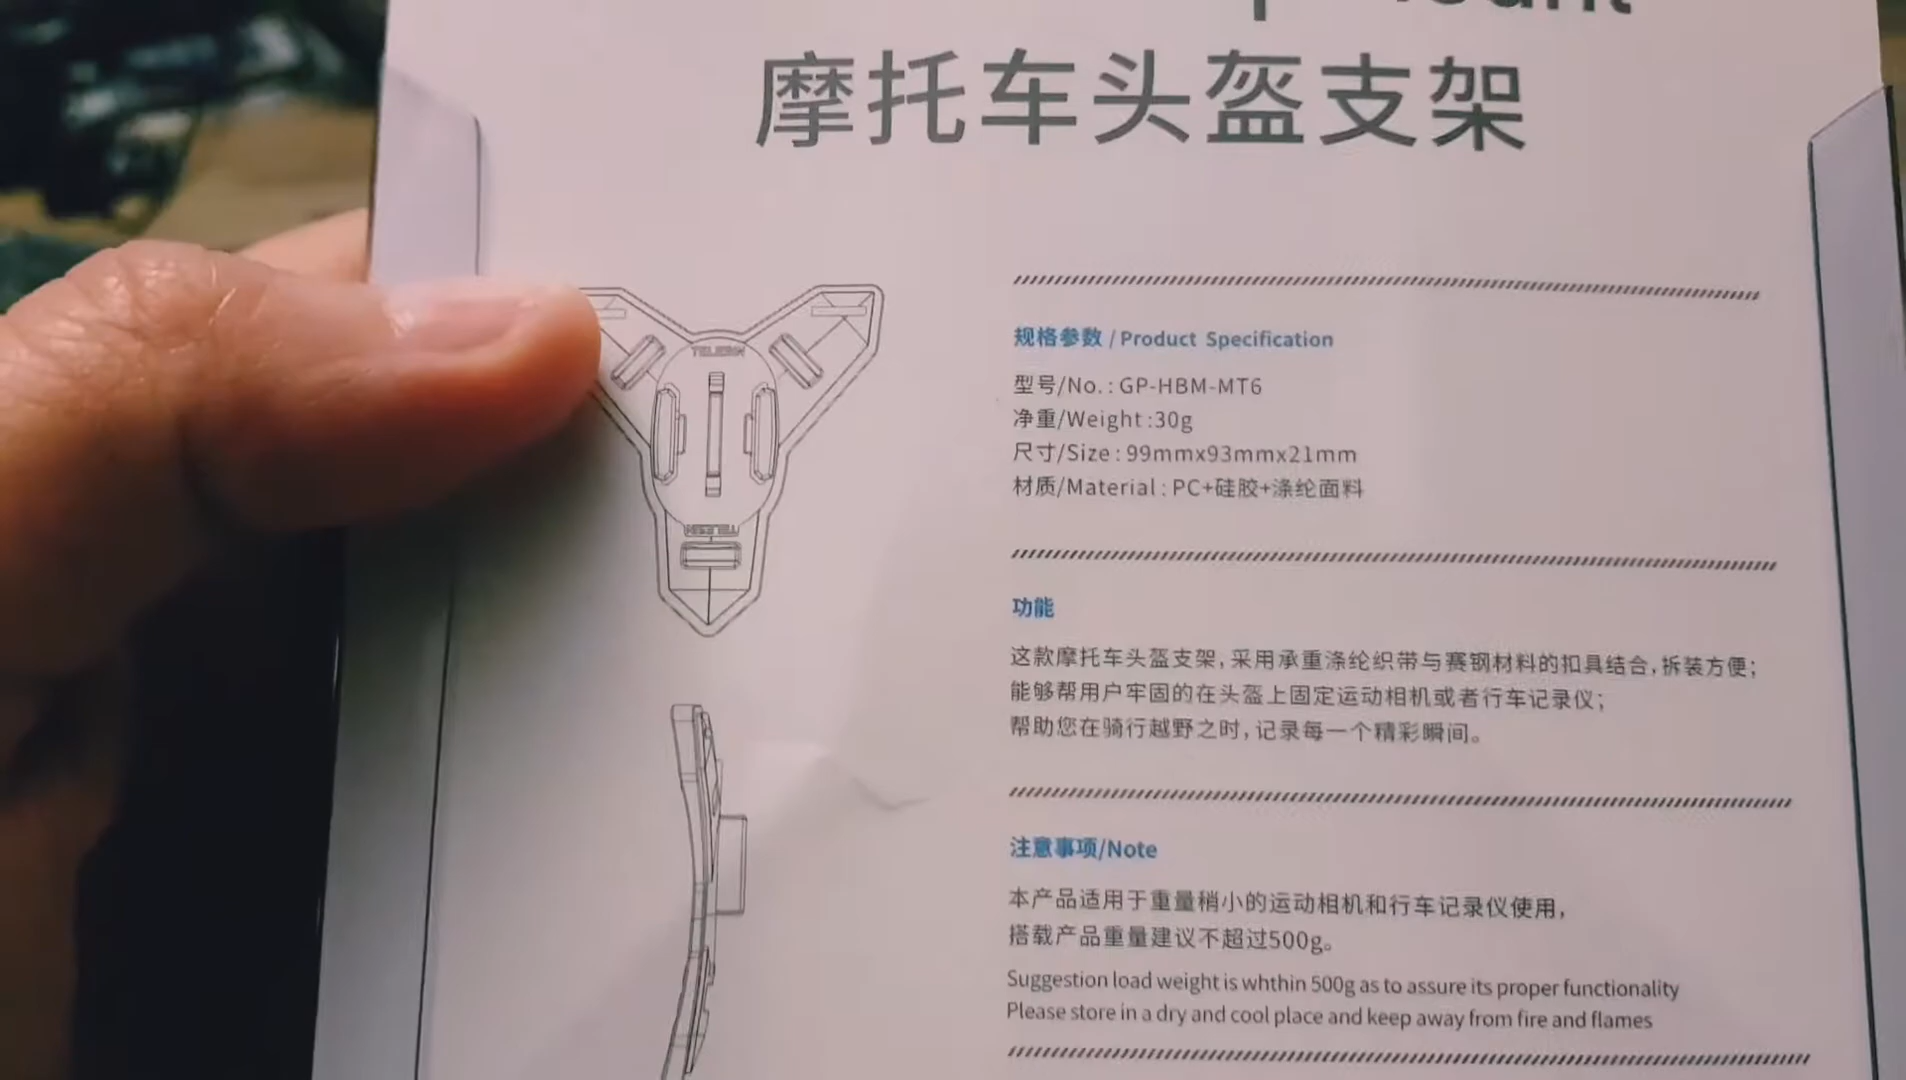 摩托车头盔支架
TELESIN
规格参数 / Product Specification
型号/No. : GP-HBM-MT6
净重/Weight :30g
尺寸/Size : 99mmx93mmx21mm
材质/Material : PC+硅胶+涤纶面料
功能
这款摩托车头盔支架,采用承重涤纶织带与赛钢材料的扣具结合,拆装方便;
能够帮用户牢固的在头盔上固定运动相机或者行车记录仪;
帮助您在骑行越野之时,记录每一个精彩瞬间。
注意事项/Note
本产品适用于重量稍小的运动相机和行车记录仪使用,
搭载产品重量建议不超过500g。
Suggestion load weight is whthin 500g as to assure its proper functionality
Please store in a dry and cool place and keep away from fire and flames